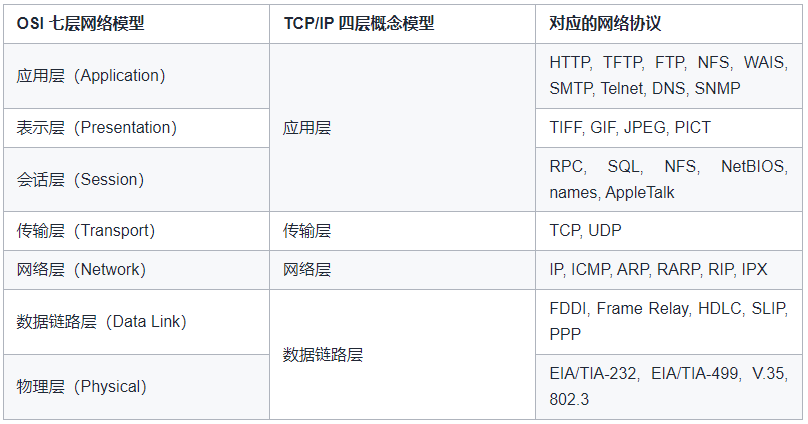 OSI 七层网络模型 TCP/IP 四层概念模型 对应的网络协议
应用层（Application） 应用层 HTTP, TFTP, FTP, NFS, WAIS,
SMTP, Telnet, DNS, SNMP
表示层（Presentation） TIFF, GIF, JPEG, PICT
会话层（Session） RPC, SQL, NFS, NetBIOS,
names, AppleTalk
传输层（Transport） 传输层 TCP, UDP
网络层（Network） 网络层 IP, ICMP, ARP, RARP, RIP, IPX
数据链路层（Data Link） 数据链路层 FDDI, Frame Relay, HDLC, SLIP,
PPP
物理层（Physical） EIA/TIA-232, EIA/TIA-499, V.35,
802.3